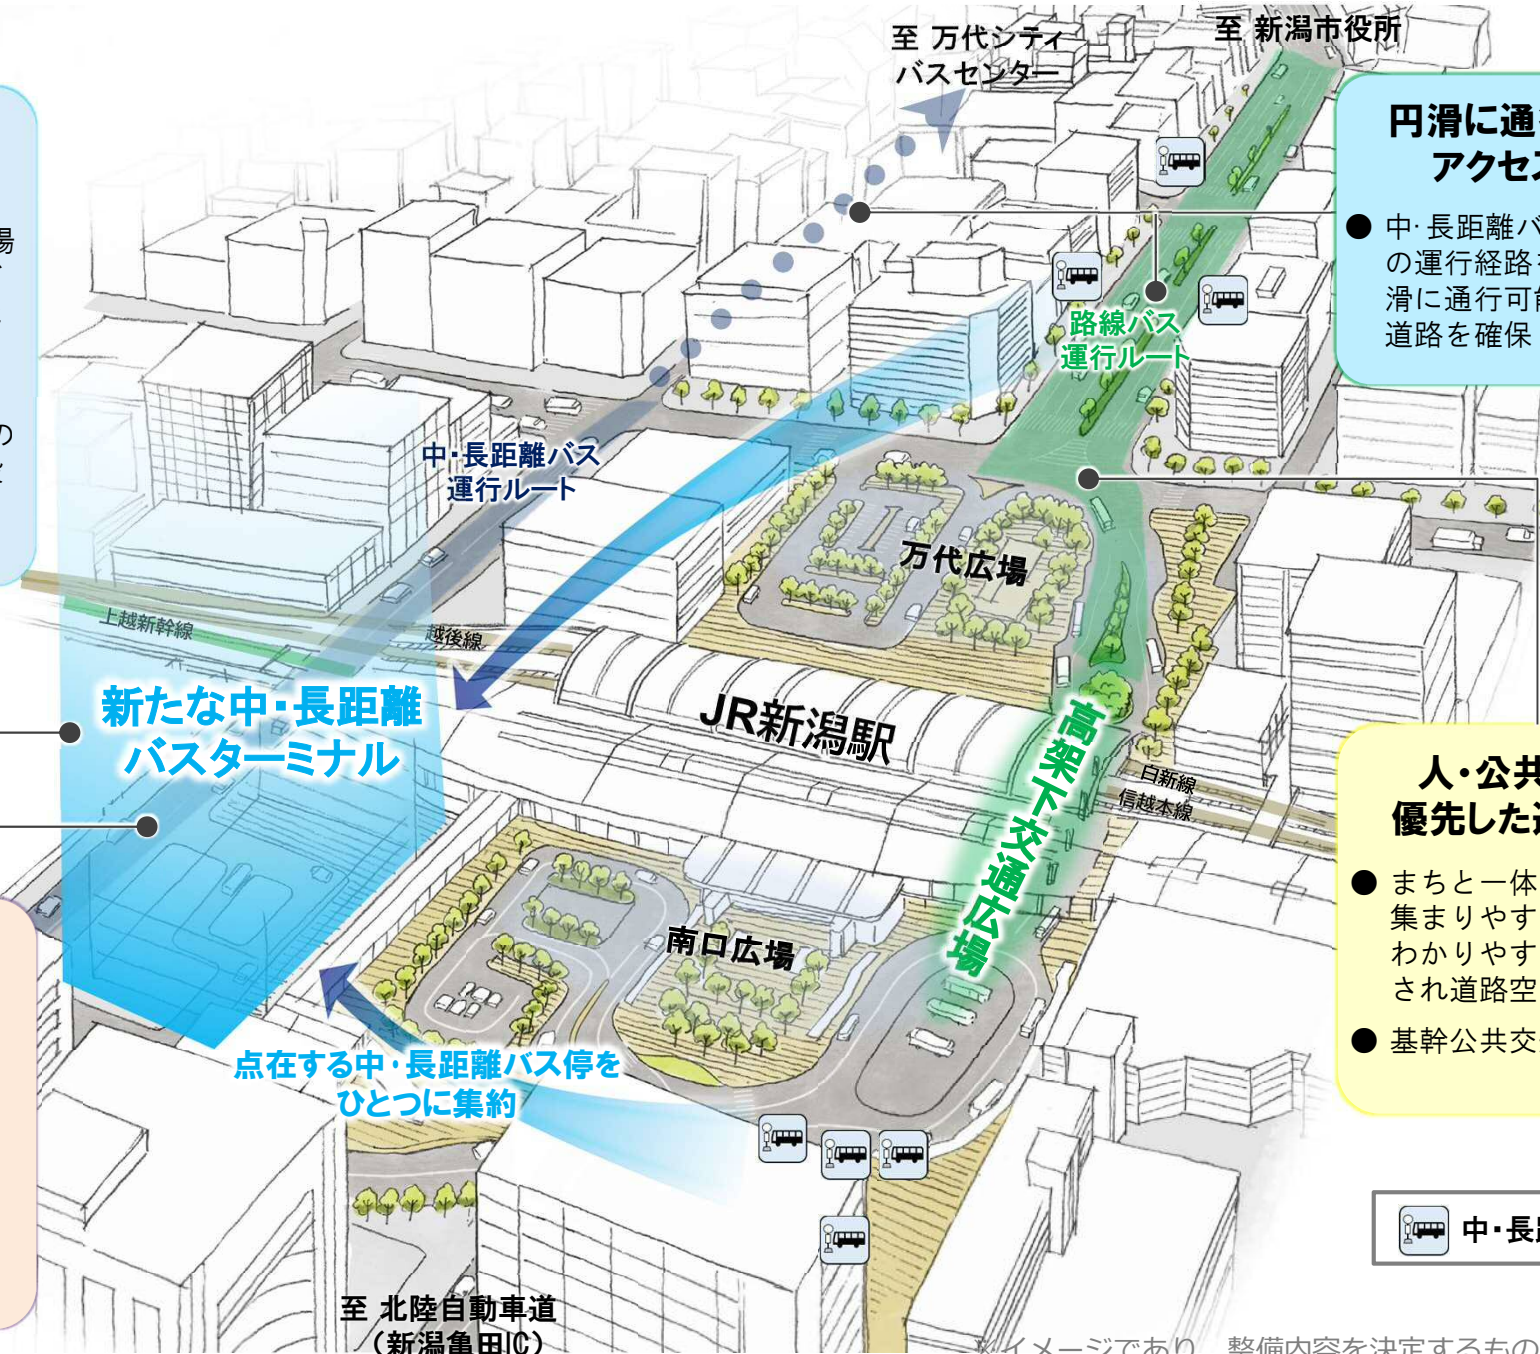 至 万代シティ
バスセンター
至 新潟市役所
円滑に通
アクセス
● 中・長距離バ
の運行経路
滑に通行可能
道路を確保
場
の
路線バス
運行ルート
中・長距離バス
運行ルート
万代広場
上越新幹線
越後線
新たな中・長距離
バスターミナル
JR新潟駅
高架下交通広場
白新線
信越本線
人・公共
優先した
● まちと一体
集まりやす
わかりやす
され道路空
● 基幹公共交
南口広場
点在する中・長距離バス停を
ひとつに集約
中・長
至 北陸自動車道
（新潟亀田IC）
※イメージであり、整備内容を決定するもの